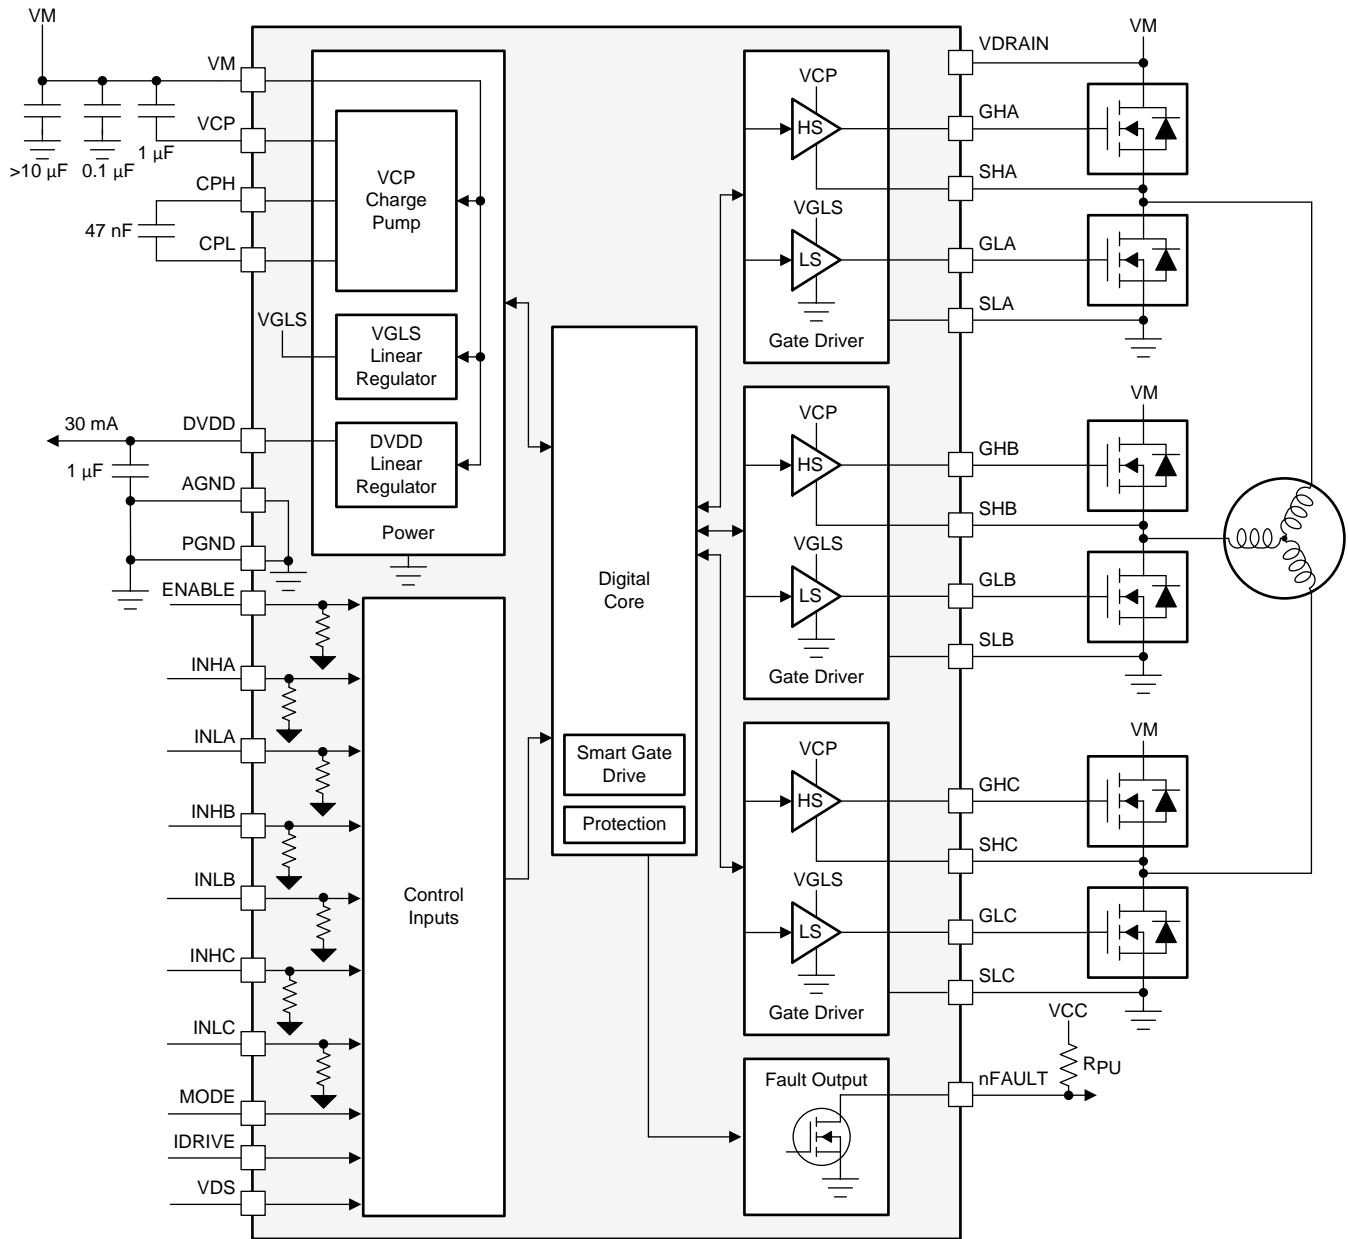 VM
VM
VCP
>10 µF
0.1 µF
1 µF
CPH
47 nF
CPL
VCP
Charge
Pump
VGLS
VGLS
Linear
Regulator
30 mA
DVDD
1 µF
DVDD
Linear
Regulator
AGND
PGND
Power
ENABLE
INHA
INLA
INHB
INLB
INHC
INLC
MODE
IDRIVE
VDS
Control
Inputs
Digital
Core
Smart Gate
Drive
Protection
VCP
HS
VGLS
LS
Gate Driver
VCP
HS
VGLS
LS
Gate Driver
VCP
HS
VGLS
LS
Gate Driver
Fault Output
VDRAIN
VM
GHA
SHA
GLA
SLA
VM
GHB
SHB
GLB
SLB
VM
GHC
SHC
GLC
SLC
VCC
RPU
nFAULT